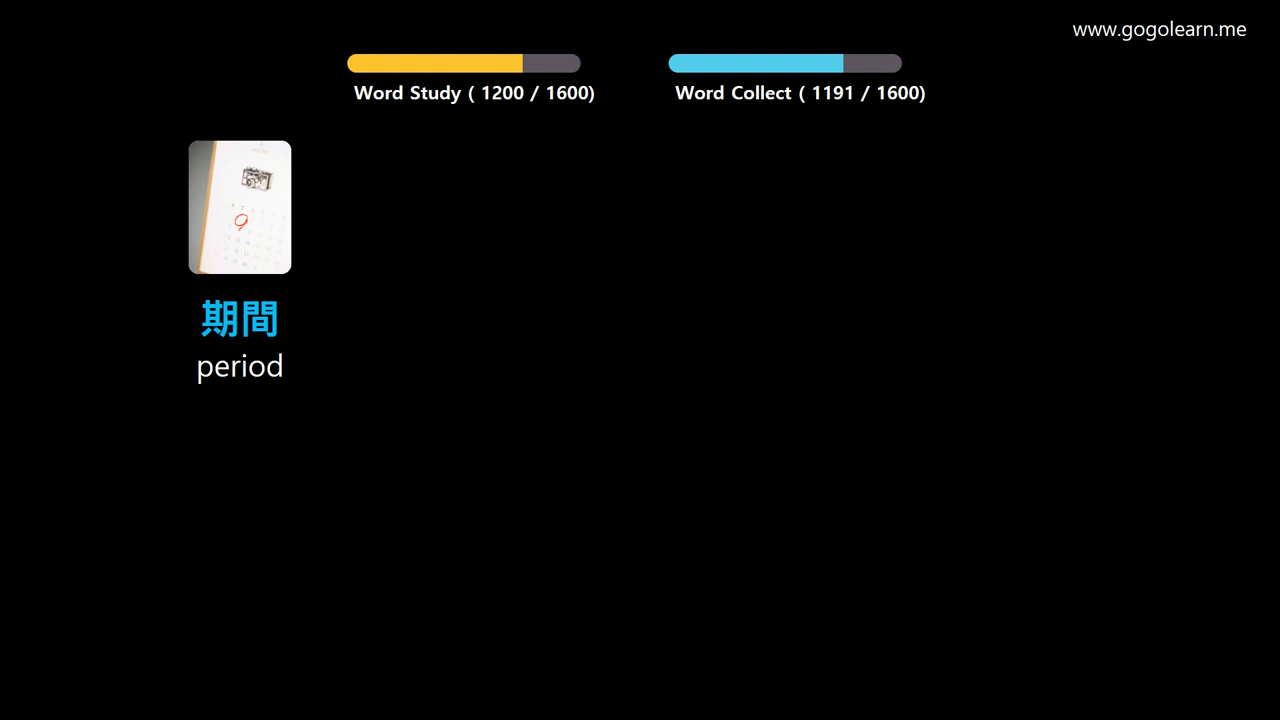 www.gogolearn.me
Word Study ( 1200 / 1600)
Word Collect ( 1191 / 1600)
期間
period